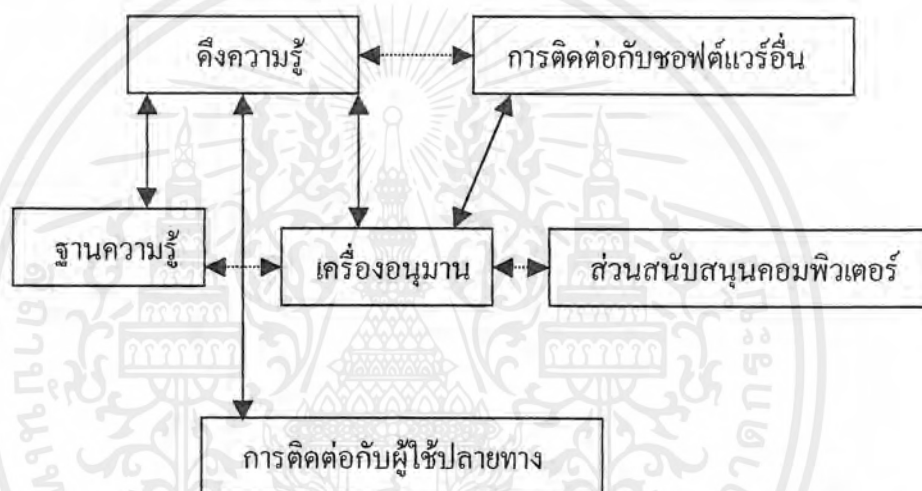 ดึงความรู้
การติดต่อกับซอฟต์แวร์อื่น
ฐานความรู้
เครื่องอนุมาน
ส่วนสนับสนุนคอมพิวเตอร์
การติดต่อกับผู้ใช้ปลายทาง